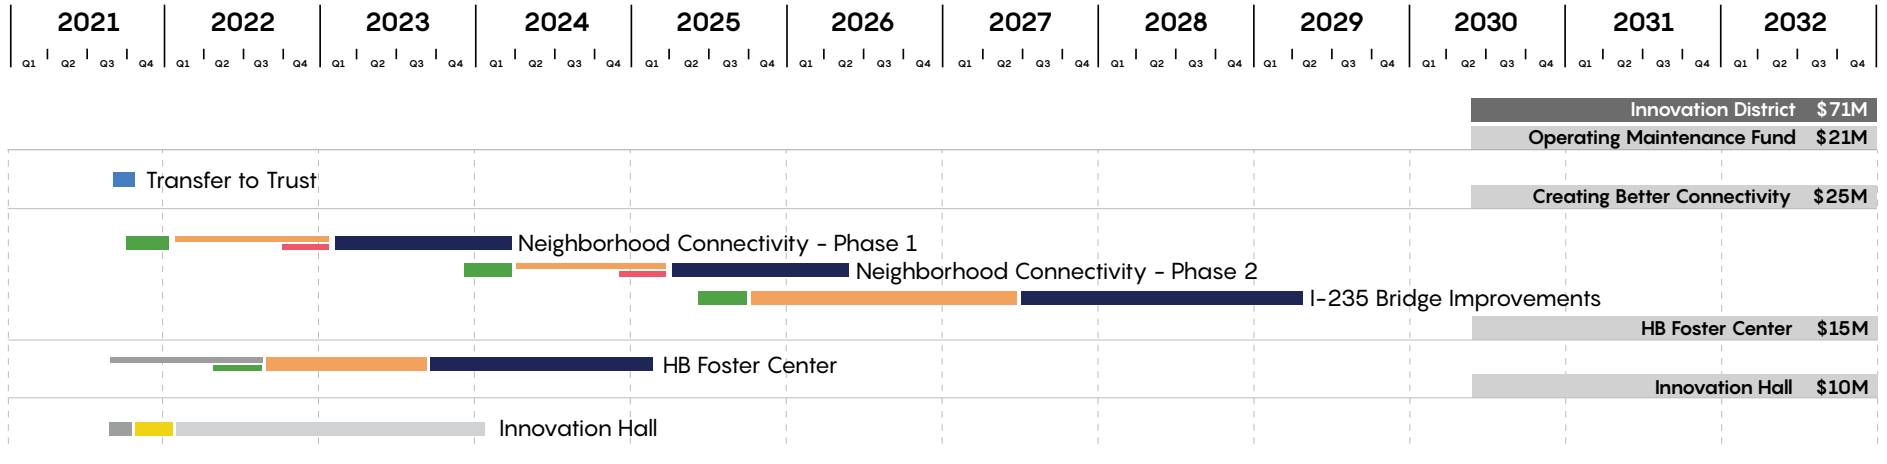 2021 2022 2023 2024 2025 2026 2027 2028 2029 2030 2031 2032
Q1 Q2 Q3 Q4 Q1 Q2 Q3 Q4 Q1 Q2 Q3 Q4 Q1 Q2 Q3 Q4 Q1 Q2 Q3 Q4 Q1 Q2 Q3 Q4 Q1 Q2 Q3 Q4 Q1 Q2 Q3 Q4 Q1 Q2 Q3 Q4 Q1 Q2 Q3 Q4 Q1 Q2 Q3 Q4 Q1 Q2 Q3 Q4
Innovation District $71M
Operating Maintenance Fund $21M
Transfer to Trust
Creating Better Connectivity $25M
Neighborhood Connectivity - Phase 1
Neighborhood Connectivity - Phase 2
I-235 Bridge Improvements
HB Foster Center $15M
HB Foster Center
Innovation Hall $10M
Innovation Hall